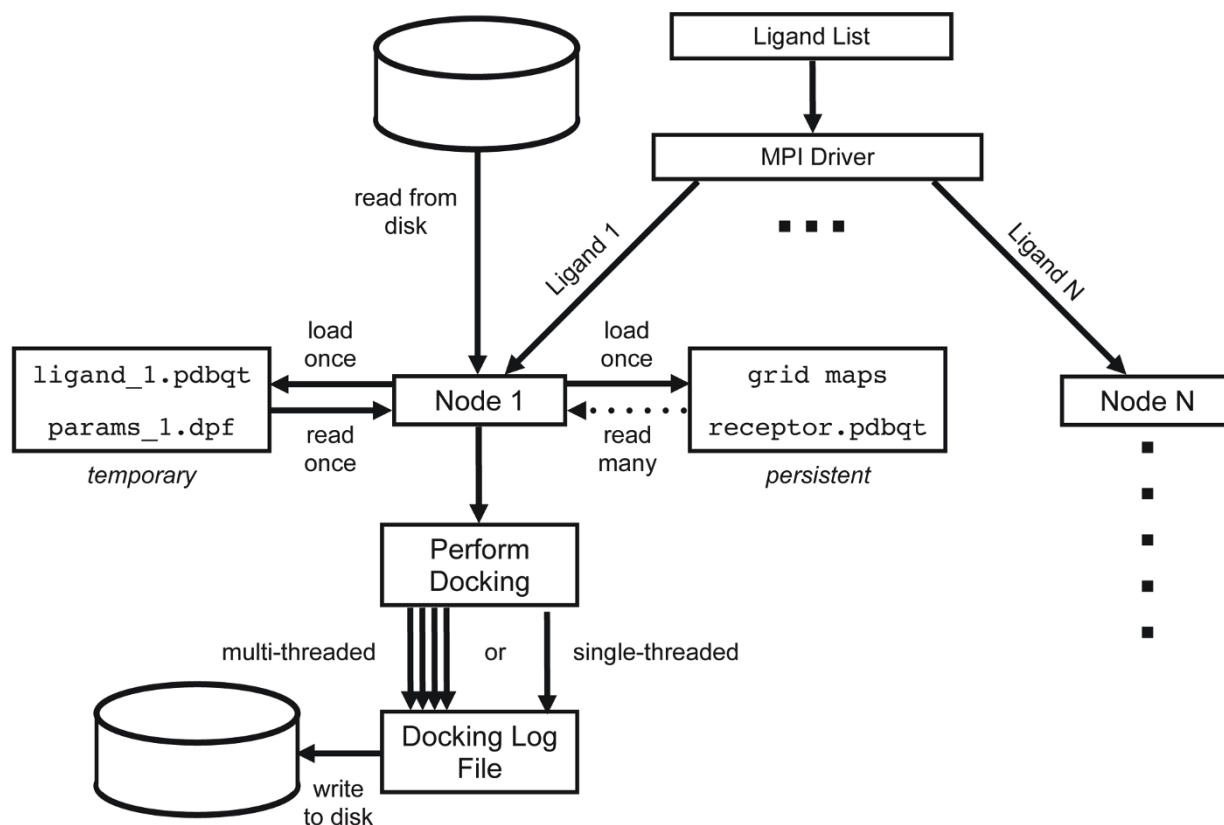 Ligand List
MPI Driver
read from
disk
Ligand 1
Ligand N
load
once
load
once
ligand_1.pdbqt
params_1.dpf
temporary
Node 1
grid maps
receptor.pdbqt
persistent
Node N
read
once
read
many
Perform
Docking
multi-threaded
or
single-threaded
Docking Log
File
write
to disk